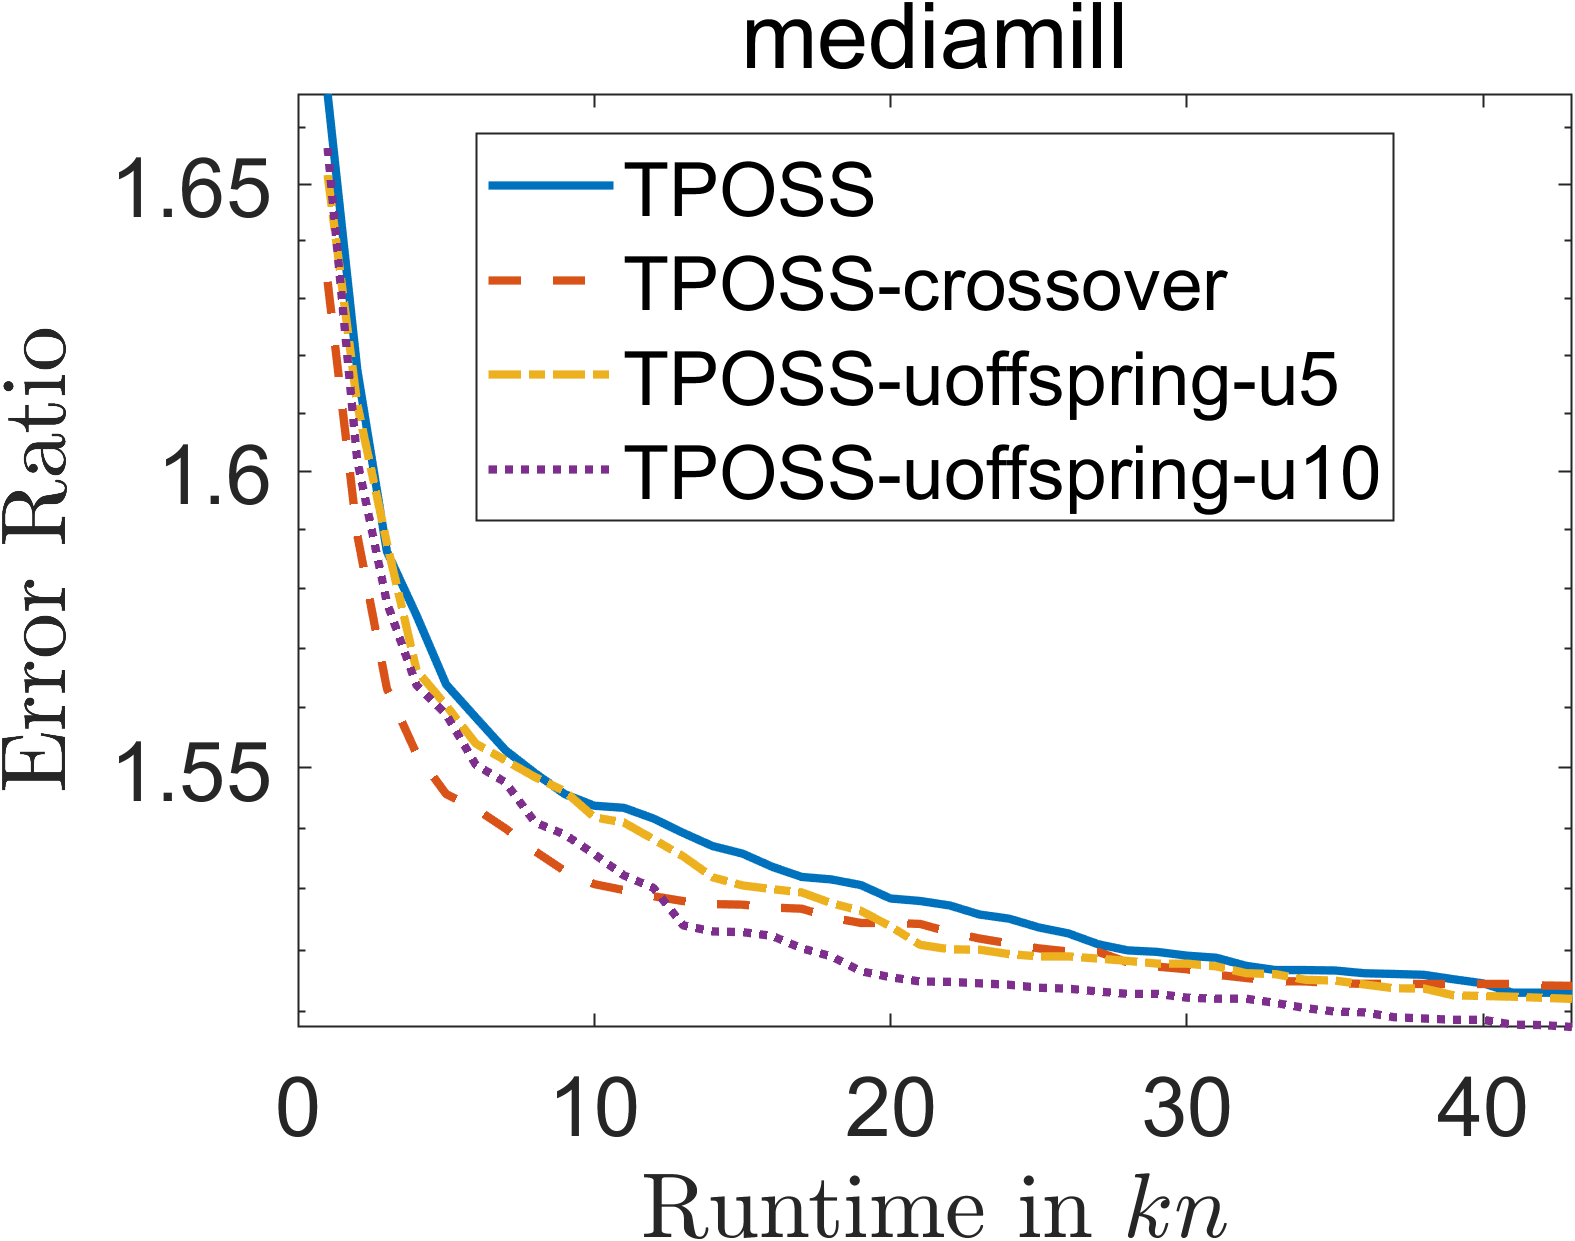 mediamill
Error Ratio
1.65
1.6
1.55
TPOSS
TPOSS-crossover
TPOSS-uoffspring-u5
TPOSS-uoffspring-u10
0 10 20 30 40
Runtime in kn